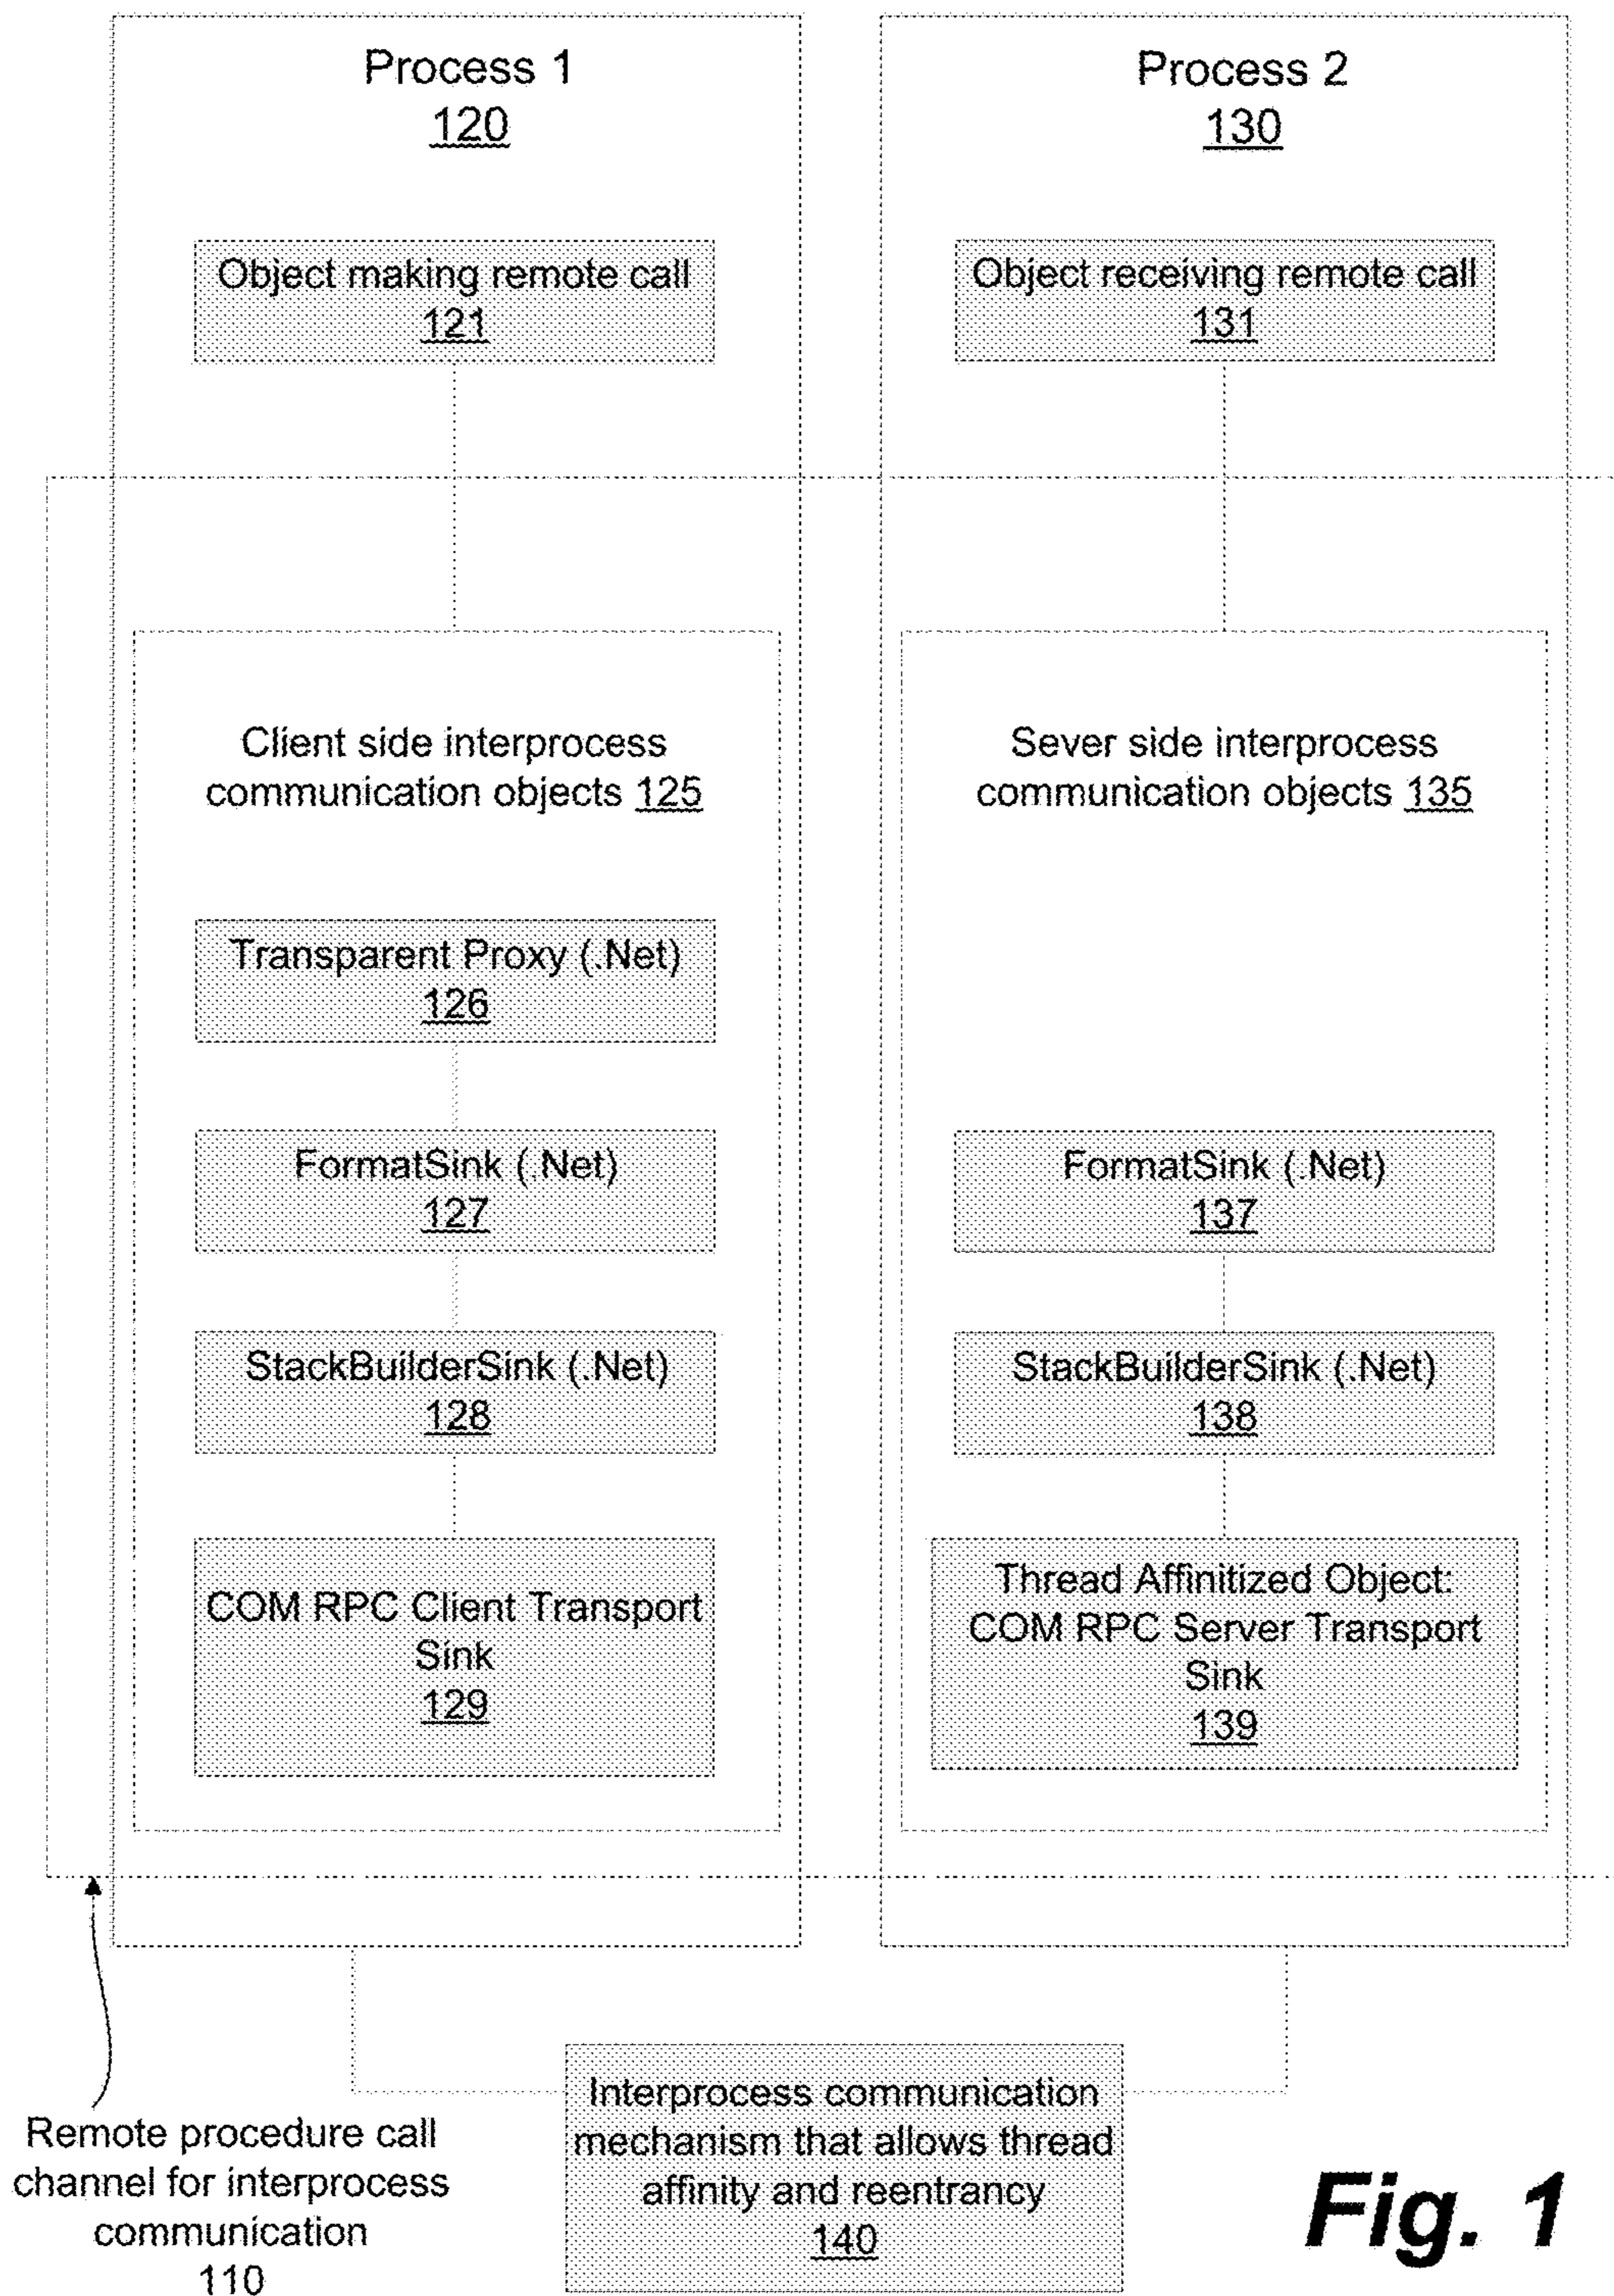 Process 1
120
Object making remote call
121
Client side interprocess
communication objects 125
Transparent Proxy (.Net)
126
FormatSink (.Net)
127
StackBuilderSink (.Net)
128
COM RPC Client Transport
Sink
129
Process 2
130
Object receiving remote call
131
Sever side interprocess
communication objects 135
FormatSink (.Net)
137
StackBuilderSink (.Net)
138
Thread Affinitized Object:
COM RPC Server Transport
Sink
139
Remote procedure call
channel for interprocess
communication
110
Interprocess communication
mechanism that allows thread
affinity and reentrancy
140
Fig. 1